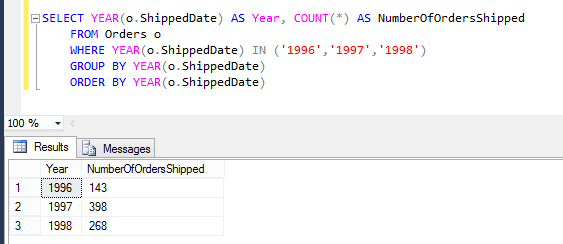 SELECT YEAR(o.ShippedDate) AS Year, COUNT(*) AS NumberOfOrdersShipped
FROM Orders o
WHERE YEAR(o.ShippedDate) IN ('1996','1997','1998')
GROUP BY YEAR(o.ShippedDate)
ORDER BY YEAR(o.ShippedDate)
100 %
Results Messages
Year NumberOfOrdersShipped
1 1996 143
2 1997 398
3 1998 268